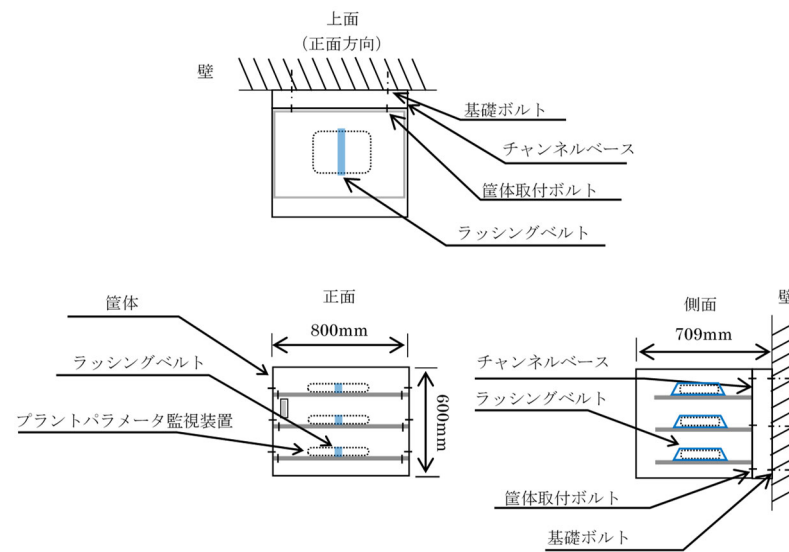 上面
（正面方向）
壁
基礎ボルト
チャンネルベース
筐体取付ボルト
ラッシングベルト
筐体
正面
側面
壁
800mm
709mm
ラッシングベルト
チャンネルベース
ラッシングベルト
プラントパラメータ監視装置
600mm
筐体取付ボルト
基礎ボルト